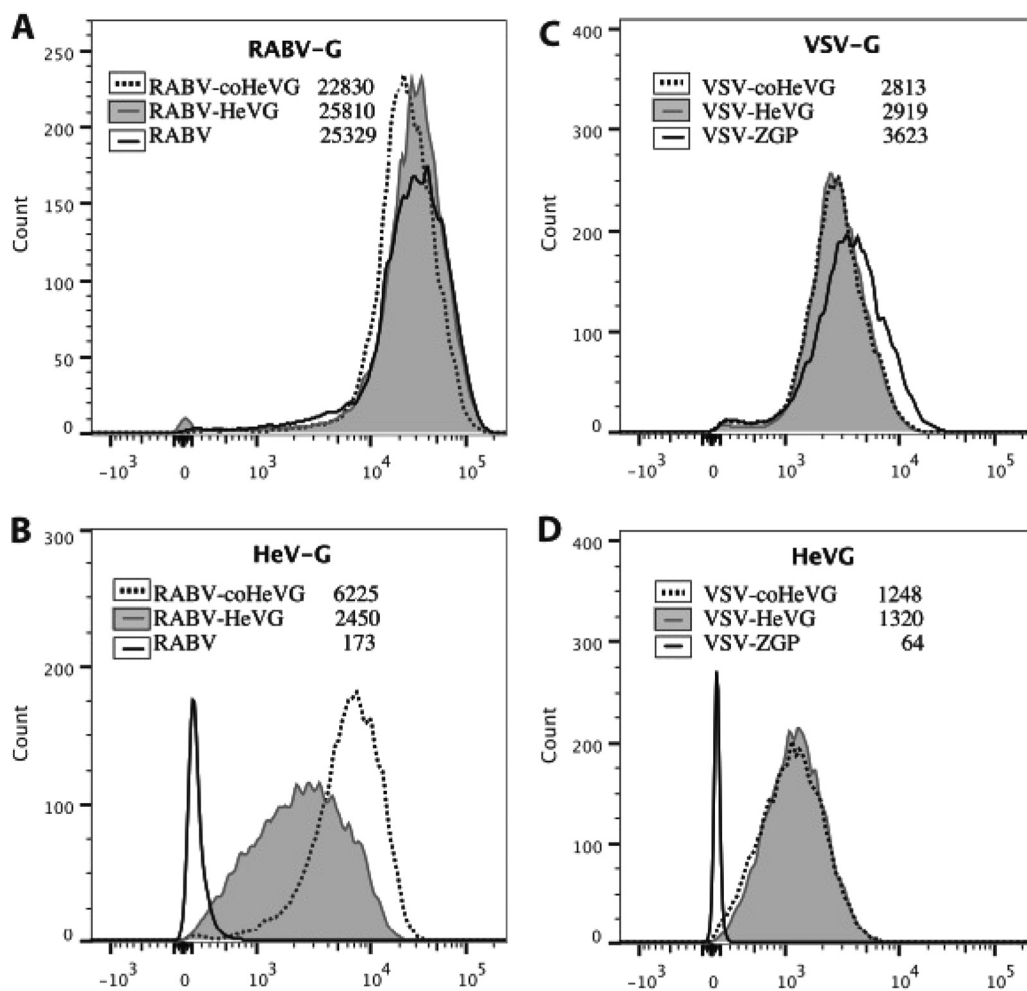 A
RABV-G
RABV-coHeVG 22830
RABV-HeVG 25810
RABV 25329
Count
250
200
150
100
50
0
-10³ 0 10³ 10⁴ 10⁵
C
VSV-G
VSV-coHeVG 2813
VSV-HeVG 2919
VSV-ZGP 3623
Count
400
300
200
100
0
-10³ 0 10³ 10⁴ 10⁵
B
HeV-G
RABV-coHeVG 6225
RABV-HeVG 2450
RABV 173
Count
300
200
100
0
-10³ 0 10³ 10⁴ 10⁵
D
HeVG
VSV-coHeVG 1248
VSV-HeVG 1320
VSV-ZGP 64
Count
400
300
200
100
0
-10³ 0 10³ 10⁴ 10⁵